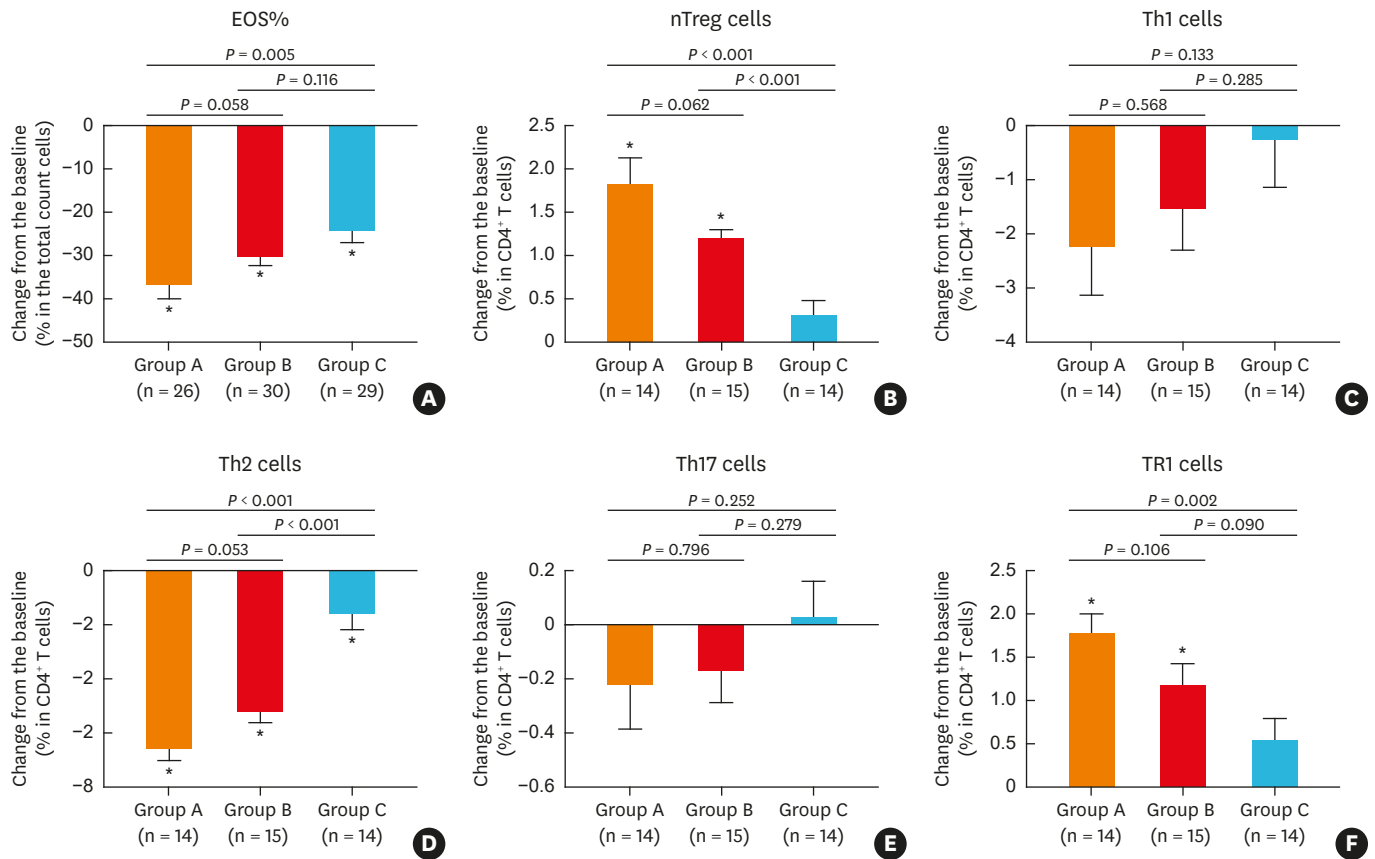 EOS%
P = 0.005
P = 0.116
P = 0.058
Change from the baseline
(% in the total count cells)
0
−10
−20
−30
−40
−50
*
*
*
Group A
Group B
Group C
(n = 26)
(n = 30)
(n = 29)
A
nTreg cells
P < 0.001
P < 0.001
P = 0.062
Change from the baseline
(% in CD4⁺ T cells)
2.5
2.0
1.5
1.0
0.5
0
*
*
Group A
Group B
Group C
(n = 14)
(n = 15)
(n = 14)
B
Th1 cells
P = 0.133
P = 0.285
P = 0.568
Change from the baseline
(% in CD4⁺ T cells)
0
−1
−2
−3
−4
Group A
Group B
Group C
(n = 14)
(n = 15)
(n = 14)
C
Th2 cells
P < 0.001
P < 0.001
P = 0.053
Change from the baseline
(% in CD4⁺ T cells)
0
−2
−2
−2
−8
*
*
*
Group A
Group B
Group C
(n = 14)
(n = 15)
(n = 14)
D
Th17 cells
P = 0.252
P = 0.279
P = 0.796
Change from the baseline
(% in CD4⁺ T cells)
0.2
0
−0.2
−0.4
−0.6
Group A
Group B
Group C
(n = 14)
(n = 15)
(n = 14)
E
TR1 cells
P = 0.002
P = 0.090
P = 0.106
Change from the baseline
(% in CD4⁺ T cells)
2.5
2.0
1.5
1.0
0.5
0
*
*
Group A
Group B
Group C
(n = 14)
(n = 15)
(n = 14)
F